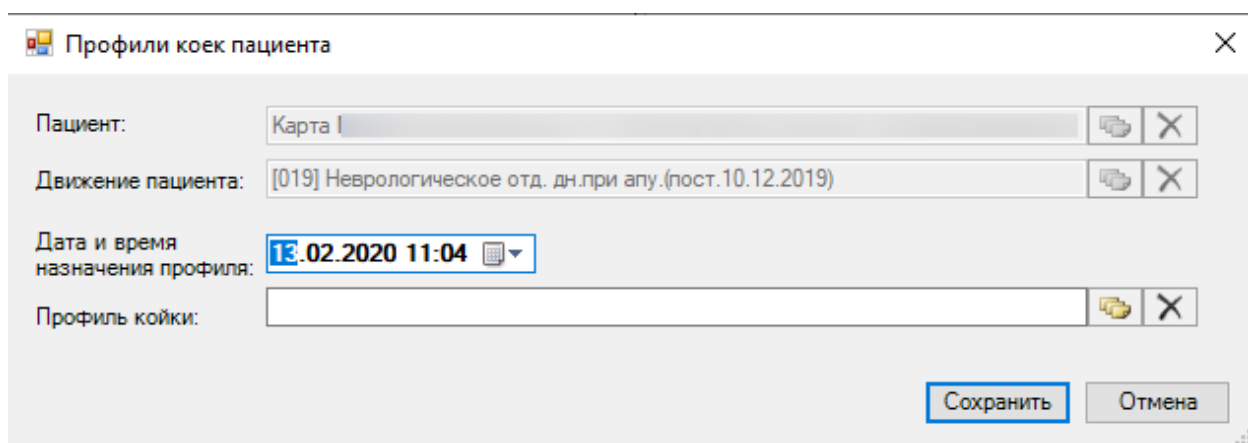 Профили коек пациента
Пациент:
Карта
Движение пациента:
[019] Неврологическое отд. дн.при апу.(пост.10.12.2019)
Дата и время
назначения профиля:
13.02.2020 11:04
Профиль койки:
Сохранить
Отмена